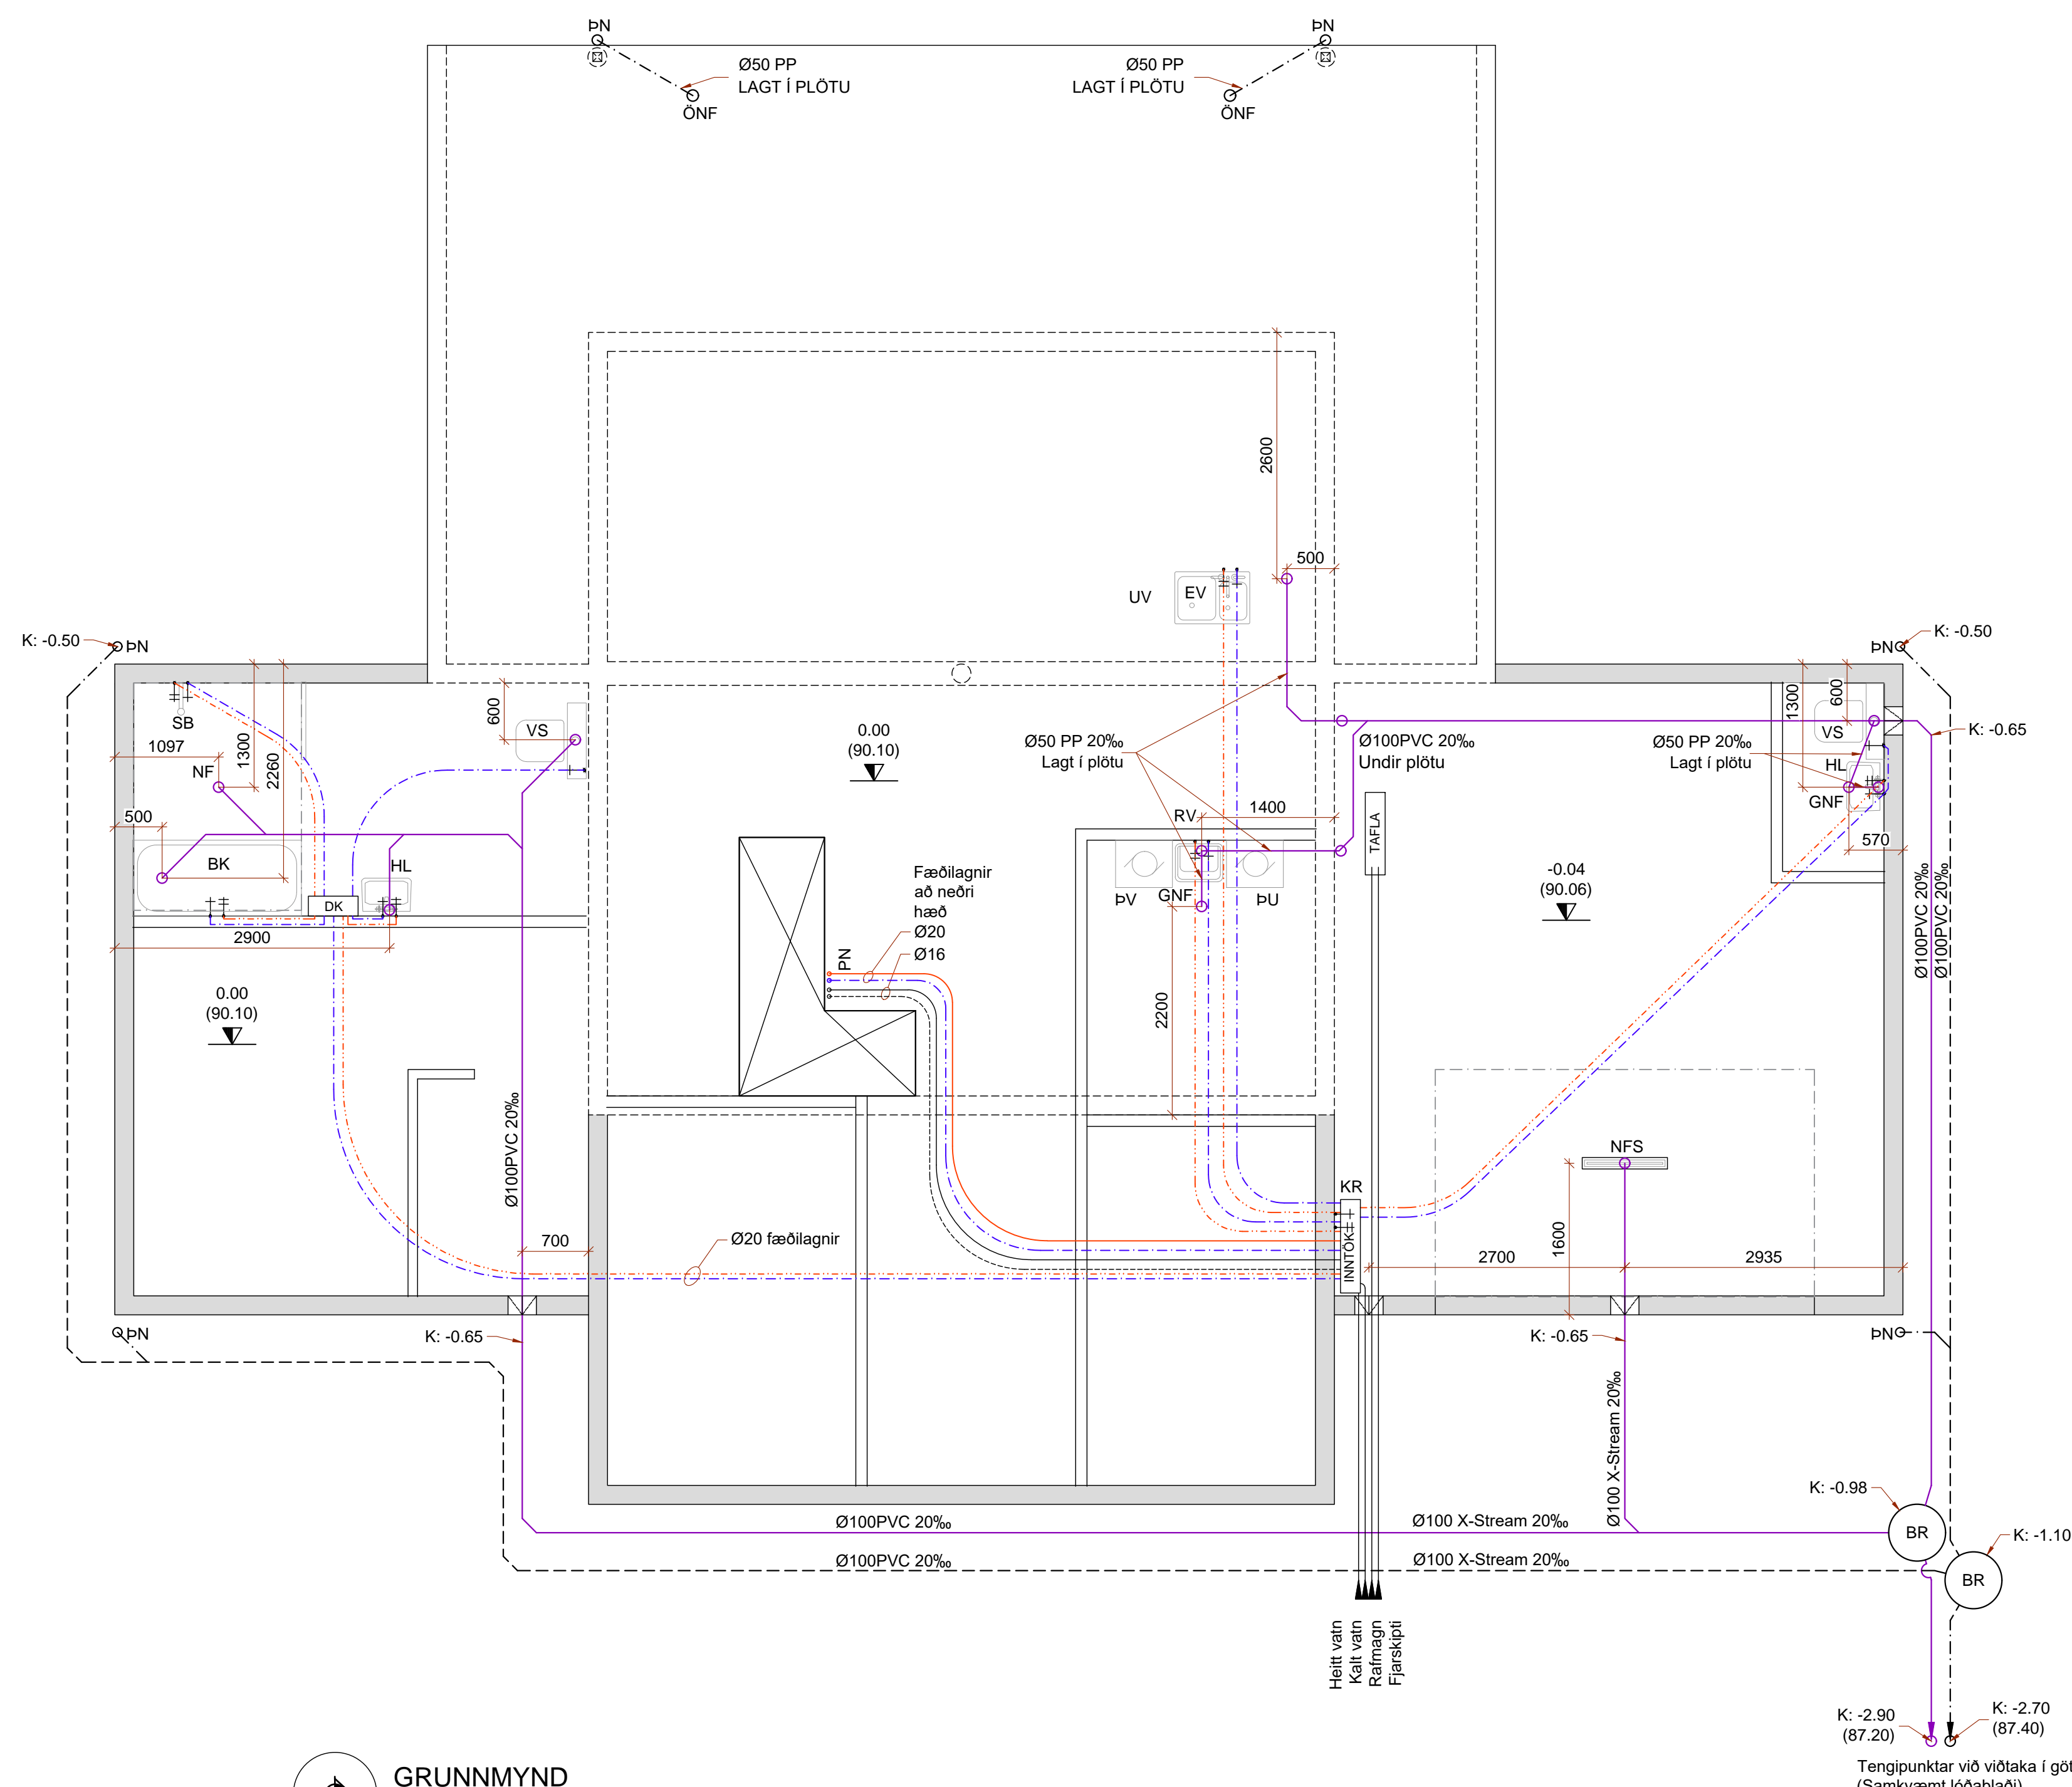 ÞN
ÞN
Ø50 PP
LAGT Í PLÖTU
Ø50 PP
LAGT Í PLÖTU
ÖNF
ÖNF
2600
500
UV
EV
K: -0.50
ÞN
ÞN
K: -0.50
SB
1097
NF
1300
2260
600
VS
500
BK
HL
DK
2900
0.00
(90.10)
0.00
(90.10)
Ø50 PP 20‰
Lagt í plötu
Ø100PVC 20‰
Undir plötu
RV
1400
TAFLA
ÞV
GNF
ÞU
2200
Fæðilagnir
að neðri
hæð
Ø20
Ø16
PN
1300
600
VS
Ø50 PP 20‰
Lagt í plötu
HL
GNF
570
K: -0.65
-0.04
(90.06)
Ø100PVC 20‰
Ø100PVC 20‰
Ø100PVC 20‰
NFS
KR
INNTÖK
1600
2700
2935
700
Ø20 fæðilagnir
ÞN
K: -0.65
K: -0.65
ÞN
Ø100 X-Stream 20‰
K: -0.98
Ø100PVC 20‰
Ø100 X-Stream 20‰
BR
K: -1.10
Ø100PVC 20‰
Ø100 X-Stream 20‰
BR
Heitt vatn
Kalt vatn
Rafmagn
Fjarskipti
K: -2.90
(87.20)
K: -2.70
(87.40)
Tengipunktar við viðtaka í göt
(Samkvæmt lóðablaði)
GRUNNMYND